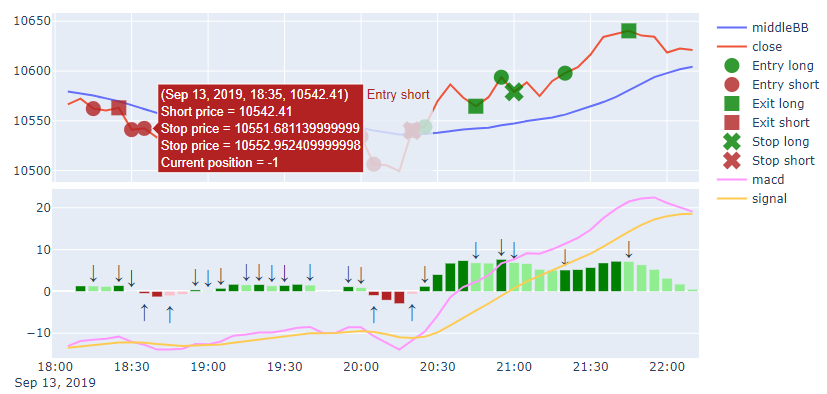 10650
10600
10550
10500
(Sep 13, 2019, 18:35, 10542.41)
Short price = 10542.41
Stop price = 10551.681139999999
Stop price = 10552.952409999998
Current position = -1
Entry short
middleBB
close
Entry long
Entry short
Exit long
Exit short
Stop long
Stop short
macd
signal
20
10
0
−10
18:00
18:30
19:00
19:30
20:00
20:30
21:00
21:30
22:00
Sep 13, 2019